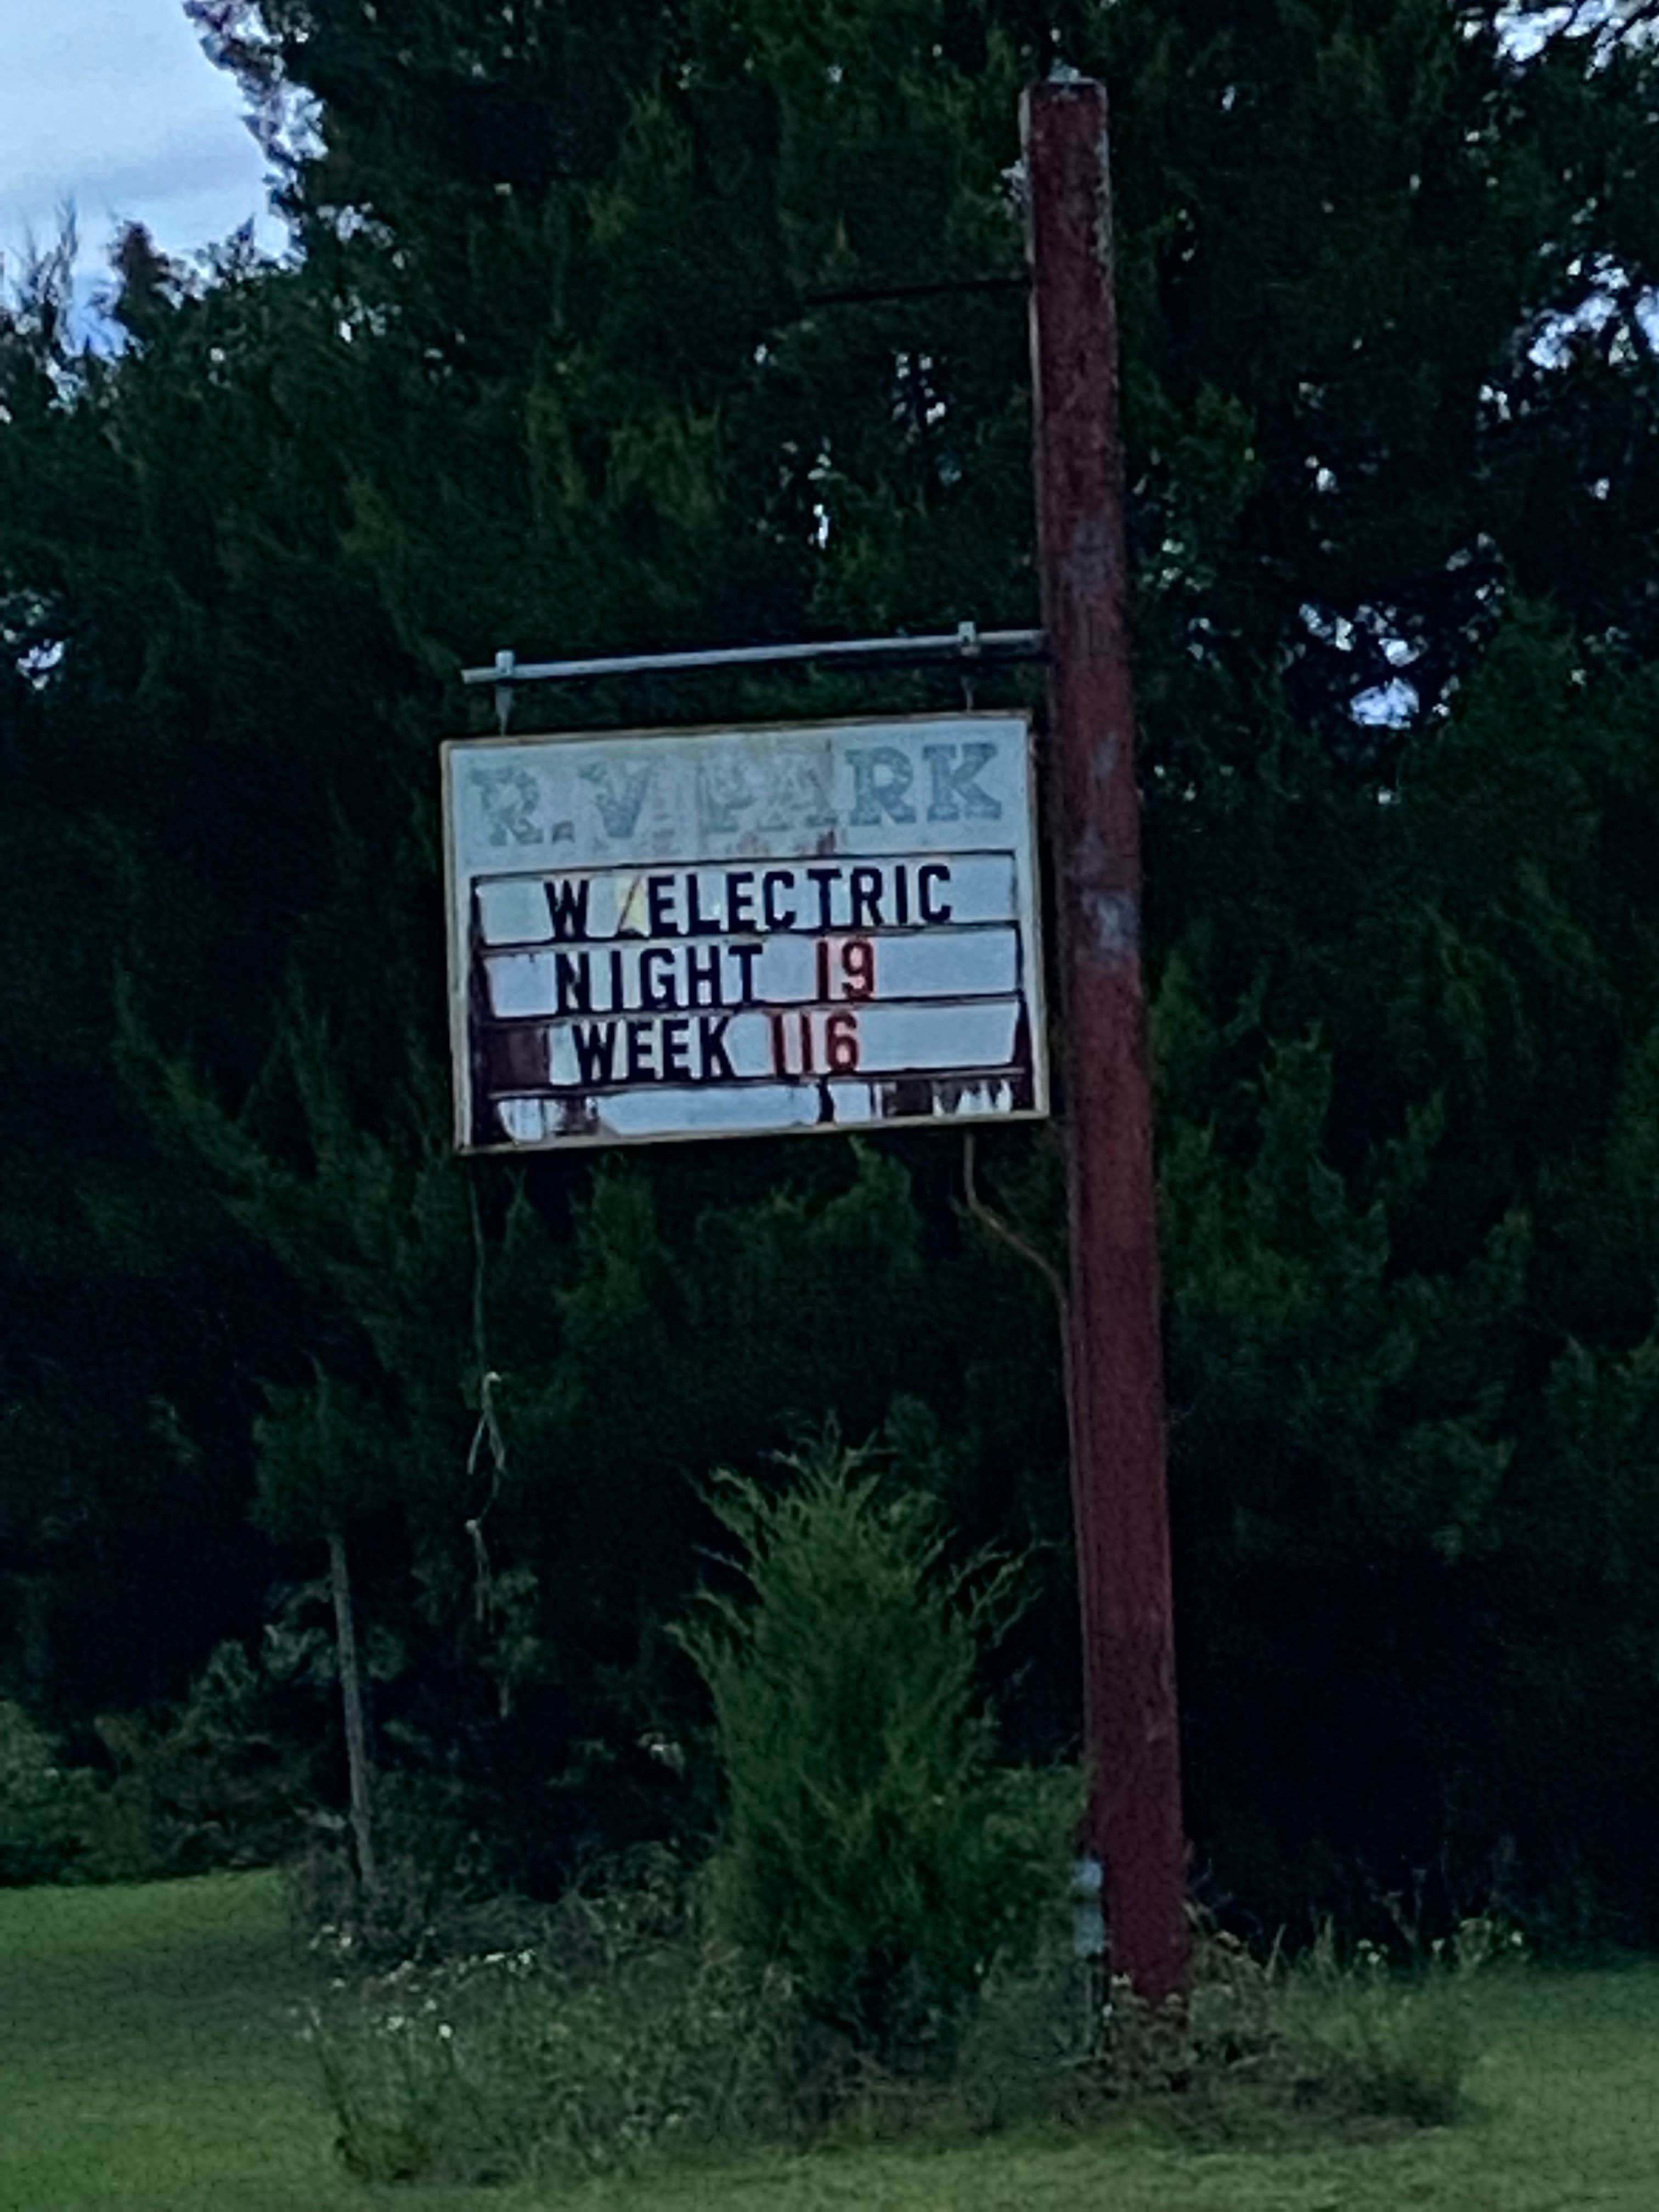 R.V. PARK
W/ELECTRIC
NIGHT 19
WEEK 116